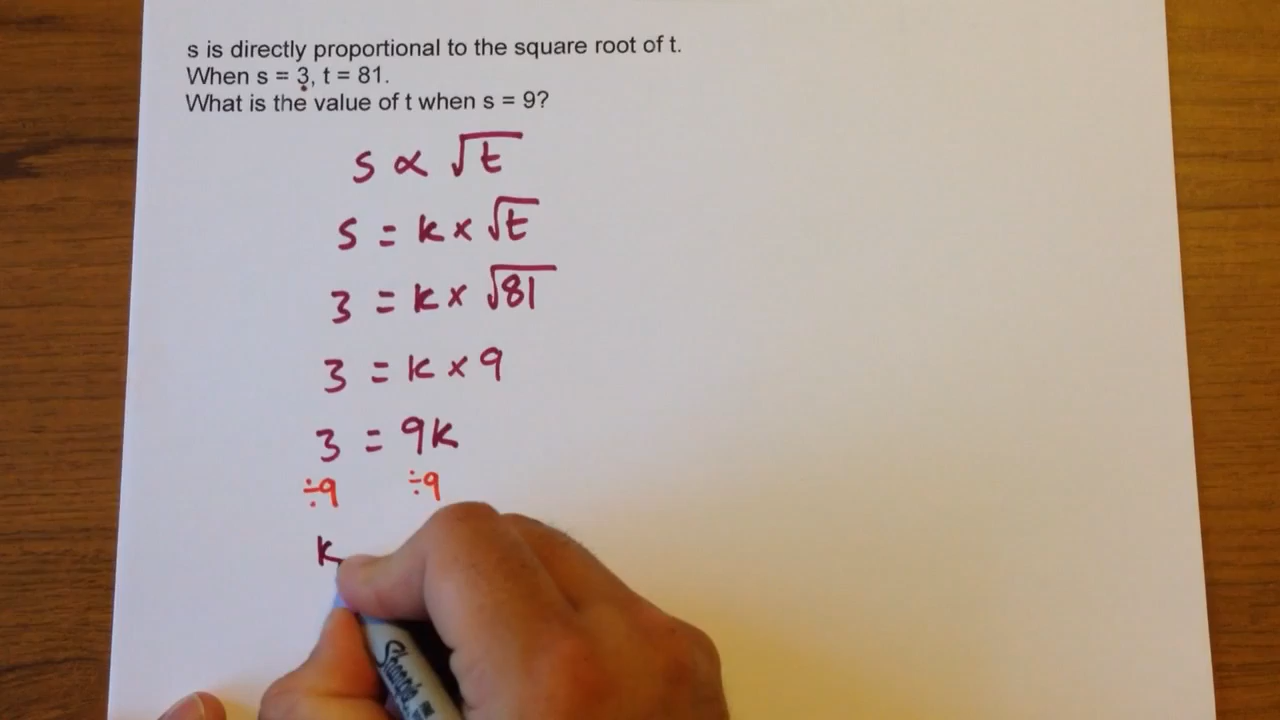 s is directly proportional to the square root of t.
When s = 3, t = 81.
What is the value of t when s = 9?
s ∝ √t
s = k × √t
3 = k × √81
3 = k × 9
3 = 9k
÷9 ÷9
k
Sharpie